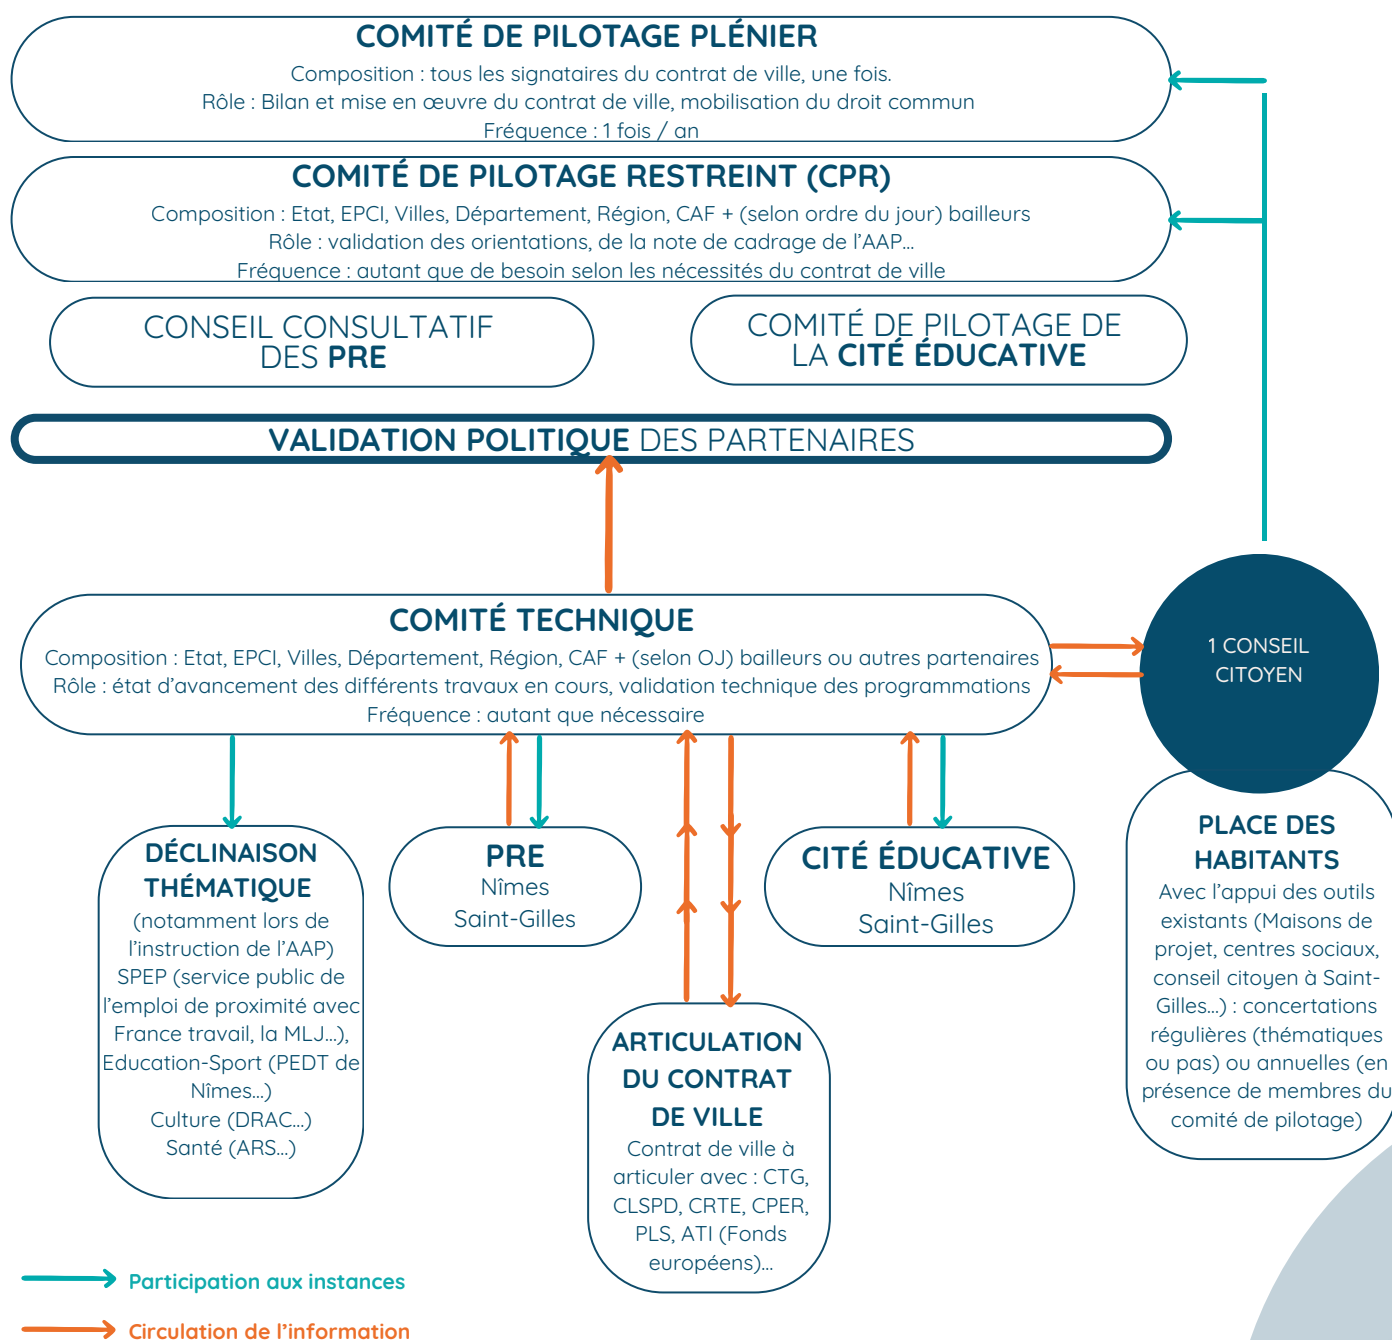 COMITÉ DE PILOTAGE PLÉNIER
Composition : tous les signataires du contrat de ville, une fois.
Rôle : Bilan et mise en œuvre du contrat de ville, mobilisation du droit commun
Fréquence : 1 fois / an
COMITÉ DE PILOTAGE RESTREINT (CPR)
Composition : Etat, EPCI, Villes, Département, Région, CAF + (selon ordre du jour) bailleurs
Rôle : validation des orientations, de la note de cadrage de l’AAP...
Fréquence : autant que de besoin selon les nécessités du contrat de ville
CONSEIL CONSULTATIF
DES PRE
COMITÉ DE PILOTAGE DE
LA CITÉ ÉDUCATIVE
VALIDATION POLITIQUE DES PARTENAIRES
COMITÉ TECHNIQUE
Composition : Etat, EPCI, Villes, Département, Région, CAF + (selon OJ) bailleurs ou autres partenaires
Rôle : état d’avancement des différents travaux en cours, validation technique des programmations
Fréquence : autant que nécessaire
1 CONSEIL
CITOYEN
DÉCLINAISON
THÉMATIQUE
(notamment lors de
l’instruction de l’AAP)
SPEP (service public de
l’emploi de proximité avec
France travail, la MLJ...),
Education-Sport (PEDT de
Nîmes...)
Culture (DRAC...)
Santé (ARS...)
PRE
Nîmes
Saint-Gilles
ARTICULATION
DU CONTRAT
DE VILLE
Contrat de ville à
articuler avec : CTG,
CLSPD, CRTE, CPER,
PLS, ATI (Fonds
européens)...
CITÉ ÉDUCATIVE
Nîmes
Saint-Gilles
PLACE DES
HABITANTS
Avec l’appui des outils
existants (Maisons de
projet, centres sociaux,
conseil citoyen à Saint-
Gilles...) : concertations
régulières (thématiques
ou pas) ou annuelles (en
présence de membres du
comité de pilotage)
Participation aux instances
Circulation de l’information